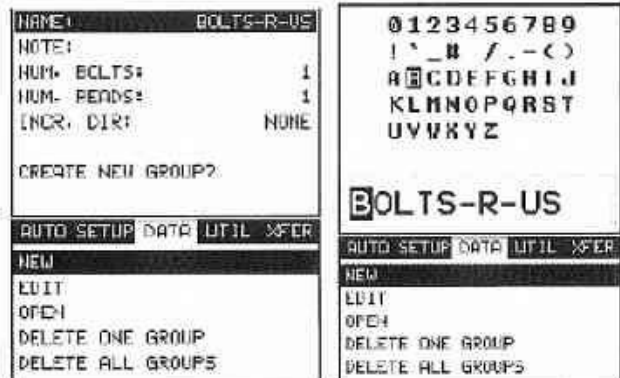 NAME: BOLTS-R-US
NOTE:
NUM. BOLTS: 1
NUM. READS: 1
INCR. DIR: NONE
CREATE NEW GROUP?
AUTO SETUP DATA UTIL XFER
NEW
EDIT
OPEN
DELETE ONE GROUP
DELETE ALL GROUPS
0123456789
! ` _ # / . - ( )
ABCDEFGHIJ
KLMNOPQRST
UVWXYZ
BOLTS-R-US
AUTO SETUP DATA UTIL XFER
NEW
EDIT
OPEN
DELETE ONE GROUP
DELETE ALL GROUPS